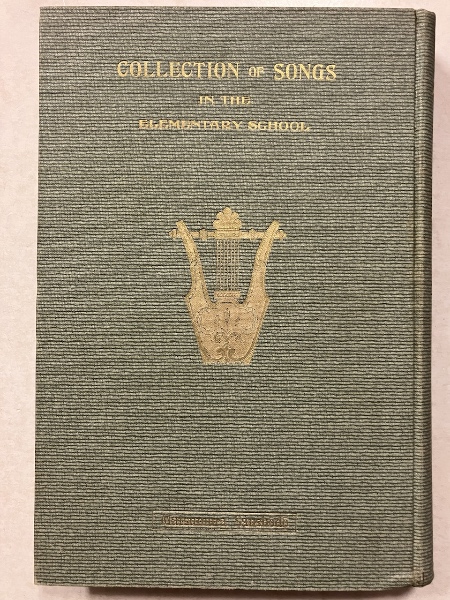 COLLECTION OF SONGS
IN THE
ELEMENTARY SCHOOL